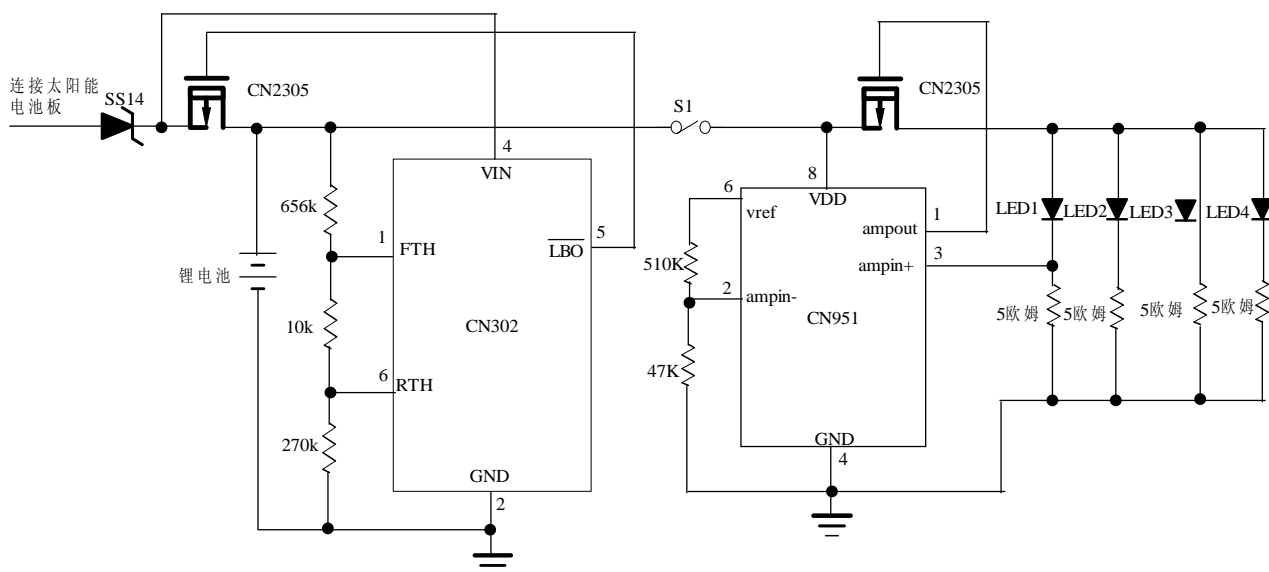 连接太阳能
电池板
SS14
CN2305
4
VIN
656k
1
FTH
5
LBO
锂电池
10k
CN302
6
RTH
270k
GND
2
S1
CN2305
8
VDD
6
vref
1
ampout
510K
3
ampin+
2
ampin-
CN951
47K
GND
4
LED1
LED2
LED3
LED4
5欧姆
5欧姆
5欧姆
5欧姆